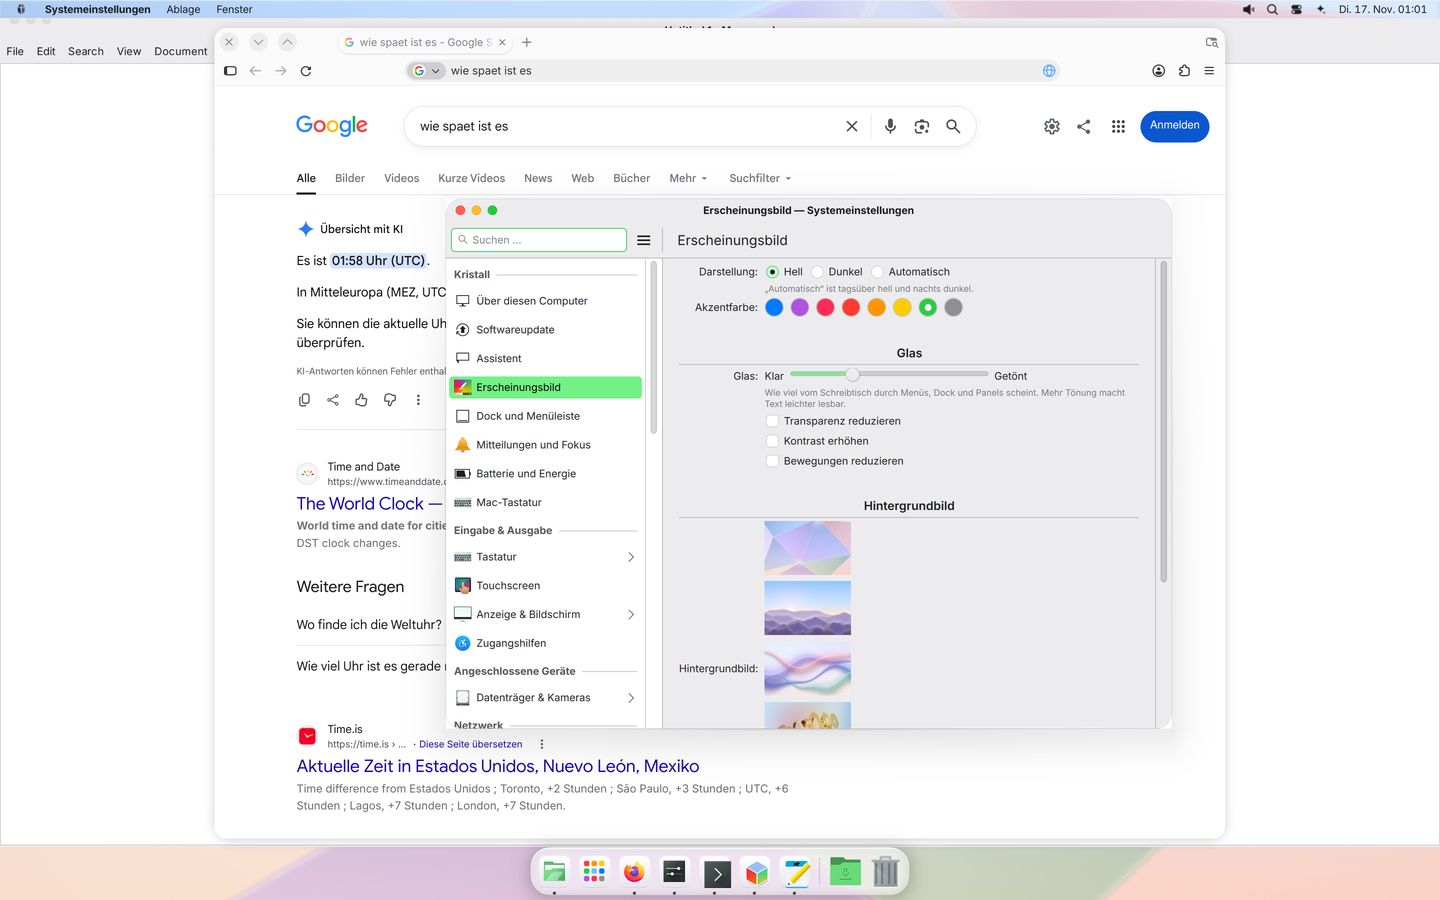 Systemeinstellungen Ablage Fenster
Di. 17. Nov. 01:01
File Edit Search View Document
wie spaet ist es - Google S
wie spaet ist es
Google
wie spaet ist es
Anmelden
Alle Bilder Videos Kurze Videos News Web Bücher Mehr Suchfilter
Übersicht mit KI
Es ist 01:58 Uhr (UTC).
In Mitteleuropa (MEZ, UTC
Sie können die aktuelle Uh
überprüfen.
KI-Antworten können Fehler enthal
Time and Date
https://www.timeanddate.c
The World Clock —
World time and date for citie
DST clock changes.
Weitere Fragen
Wo finde ich die Weltuhr?
Wie viel Uhr ist es gerade
Time.is
https://time.is › ... · Diese Seite übersetzen
Aktuelle Zeit in Estados Unidos, Nuevo León, Mexiko
Time difference from Estados Unidos ; Toronto, +2 Stunden ; São Paulo, +3 Stunden ; UTC, +6
Stunden ; Lagos, +7 Stunden ; London, +7 Stunden.
Erscheinungsbild — Systemeinstellungen
Suchen ...
Erscheinungsbild
Kristall
Über diesen Computer
Softwareupdate
Assistent
Erscheinungsbild
Dock und Menüleiste
Mitteilungen und Fokus
Batterie und Energie
Mac-Tastatur
Eingabe & Ausgabe
Tastatur
Touchscreen
Anzeige & Bildschirm
Zugangshilfen
Angeschlossene Geräte
Datenträger & Kameras
Netzwerk
Darstellung: Hell Dunkel Automatisch
„Automatisch“ ist tagsüber hell und nachts dunkel.
Akzentfarbe:
Glas
Glas: Klar Getönt
Wie viel vom Schreibtisch durch Menüs, Dock und Panels scheint. Mehr Tönung macht
Text leichter lesbar.
Transparenz reduzieren
Kontrast erhöhen
Bewegungen reduzieren
Hintergrundbild
Hintergrundbild: